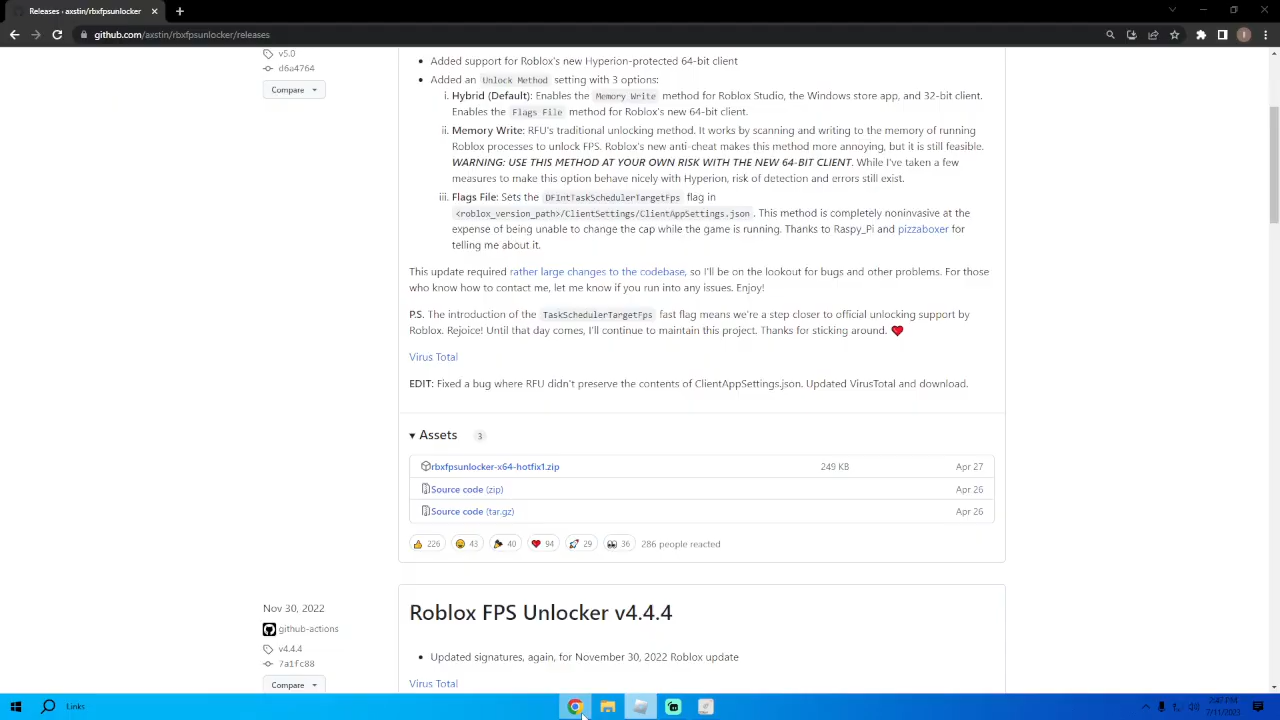 Releases · axstin/rbxfpsunlocker
github.com/axstin/rbxfpsunlocker/releases
v5.0
d6a4764
Compare
Added support for Roblox's new Hyperion-protected 64-bit client
Added an Unlock Method setting with 3 options:
i. Hybrid (Default): Enables the Memory Write method for Roblox Studio, the Windows store app, and 32-bit client.
Enables the Flags File method for Roblox's new 64-bit client.
ii. Memory Write: RFU's traditional unlocking method. It works by scanning and writing to the memory of running
Roblox processes to unlock FPS. Roblox's new anti-cheat makes this method more annoying, but it is still feasible.
WARNING: USE THIS METHOD AT YOUR OWN RISK WITH THE NEW 64-BIT CLIENT. While I've taken a few
measures to make this option behave nicely with Hyperion, risk of detection and errors still exist.
iii. Flags File: Sets the DFIntTaskSchedulerTargetFps flag in
<roblox_version_path>/ClientSettings/ClientAppSettings.json. This method is completely noninvasive at the
expense of being unable to change the cap while the game is running. Thanks to Raspy_Pi and pizzaboxer for
telling me about it.
This update required rather large changes to the codebase, so I'll be on the lookout for bugs and other problems. For those
who know how to contact me, let me know if you run into any issues. Enjoy!
P.S. The introduction of the TaskSchedulerTargetFps fast flag means we're a step closer to official unlocking support by
Roblox. Rejoice! Until that day comes, I'll continue to maintain this project. Thanks for sticking around.
Virus Total
EDIT: Fixed a bug where RFU didn't preserve the contents of ClientAppSettings.json. Updated VirusTotal and download.
Assets 3
rbxfpsunlocker-x64-hotfix1.zip 249 KB Apr 27
Source code (zip) Apr 26
Source code (tar.gz) Apr 26
226 43 40 94 29 36 286 people reacted
Nov 30, 2022
github-actions
v4.4.4
7a1fc88
Compare
Roblox FPS Unlocker v4.4.4
Updated signatures, again, for November 30, 2022 Roblox update
Virus Total
Links
2:47 PM
7/11/2023